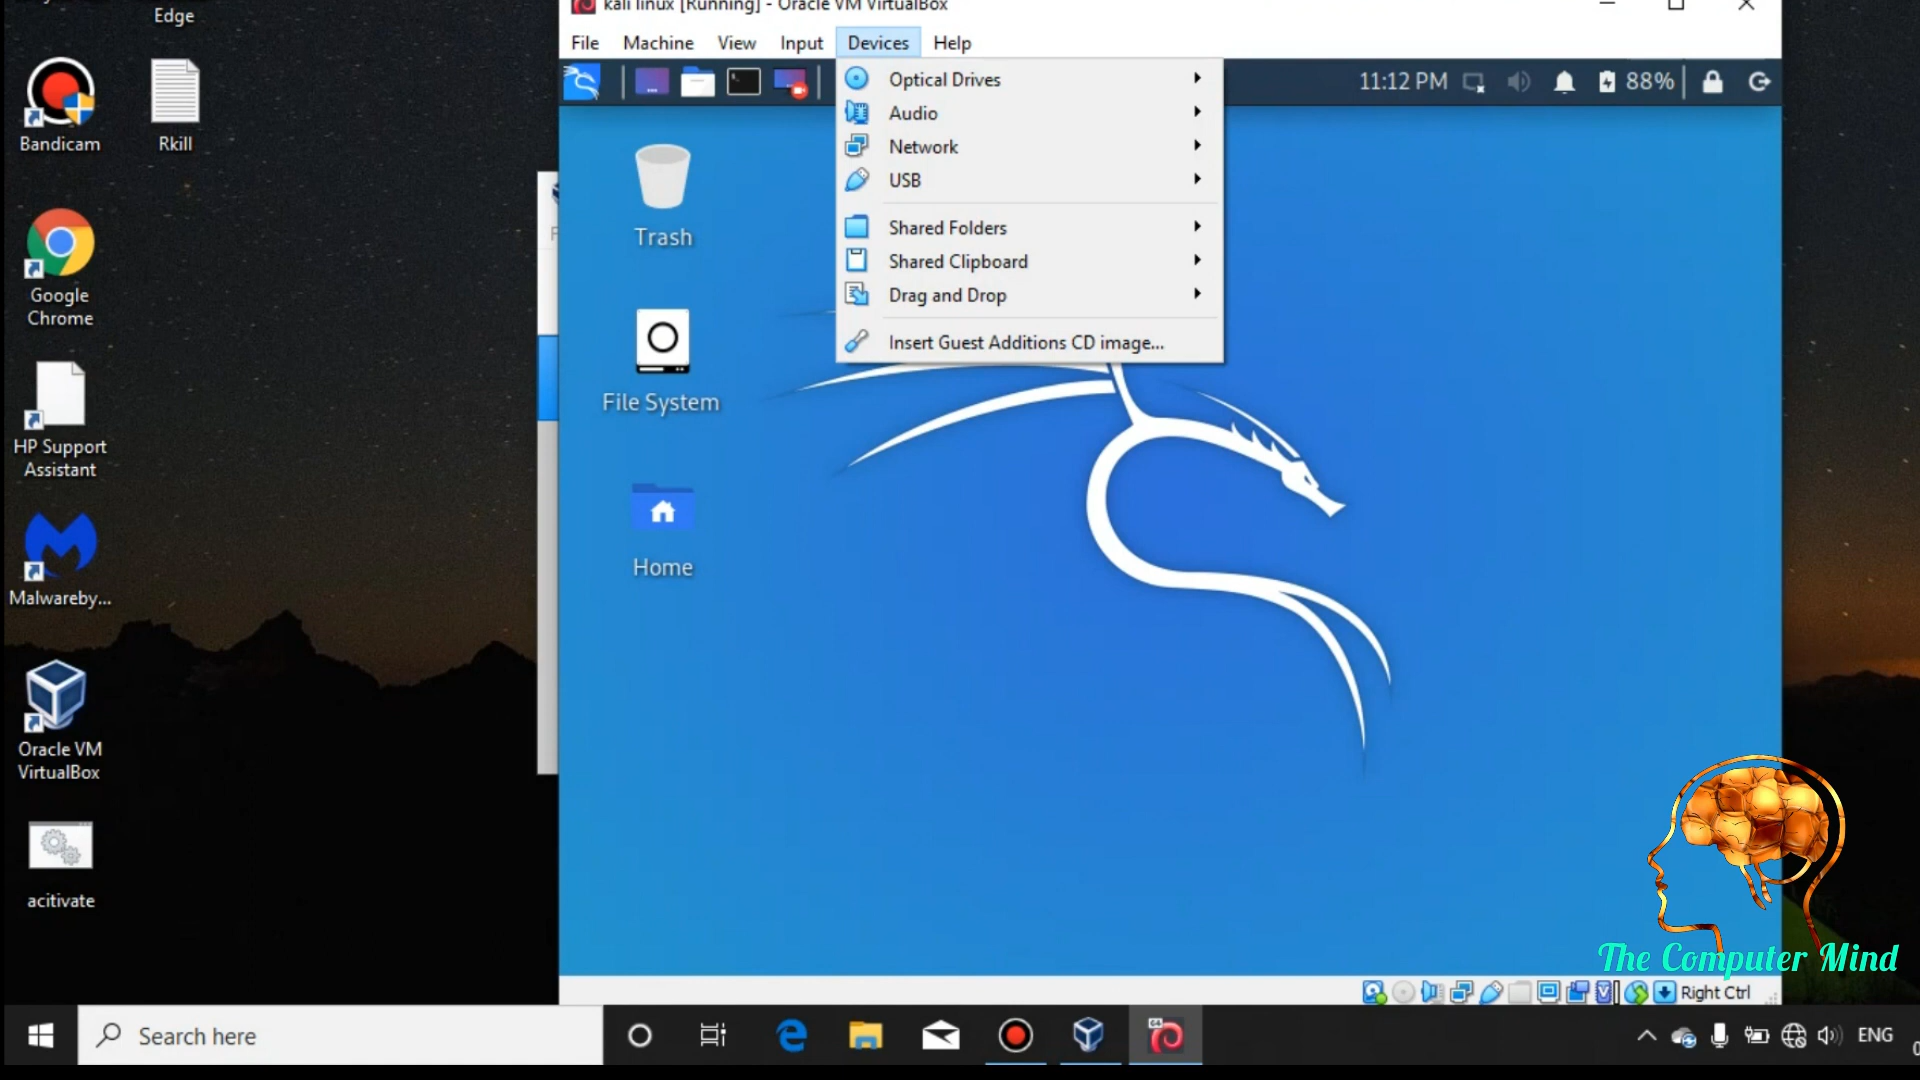 Edge
Bandicam
Rkill
Google
Chrome
HP Support
Assistant
Malwareby...
Oracle VM
VirtualBox
acitivate
kali linux [Running] - Oracle VM VirtualBox
File Machine View Input Devices Help
11:12 PM 88%
Optical Drives
Audio
Network
USB
Shared Folders
Shared Clipboard
Drag and Drop
Insert Guest Additions CD image...
Trash
File System
Home
The Computer Mind
Right Ctrl
Search here
64
ENG